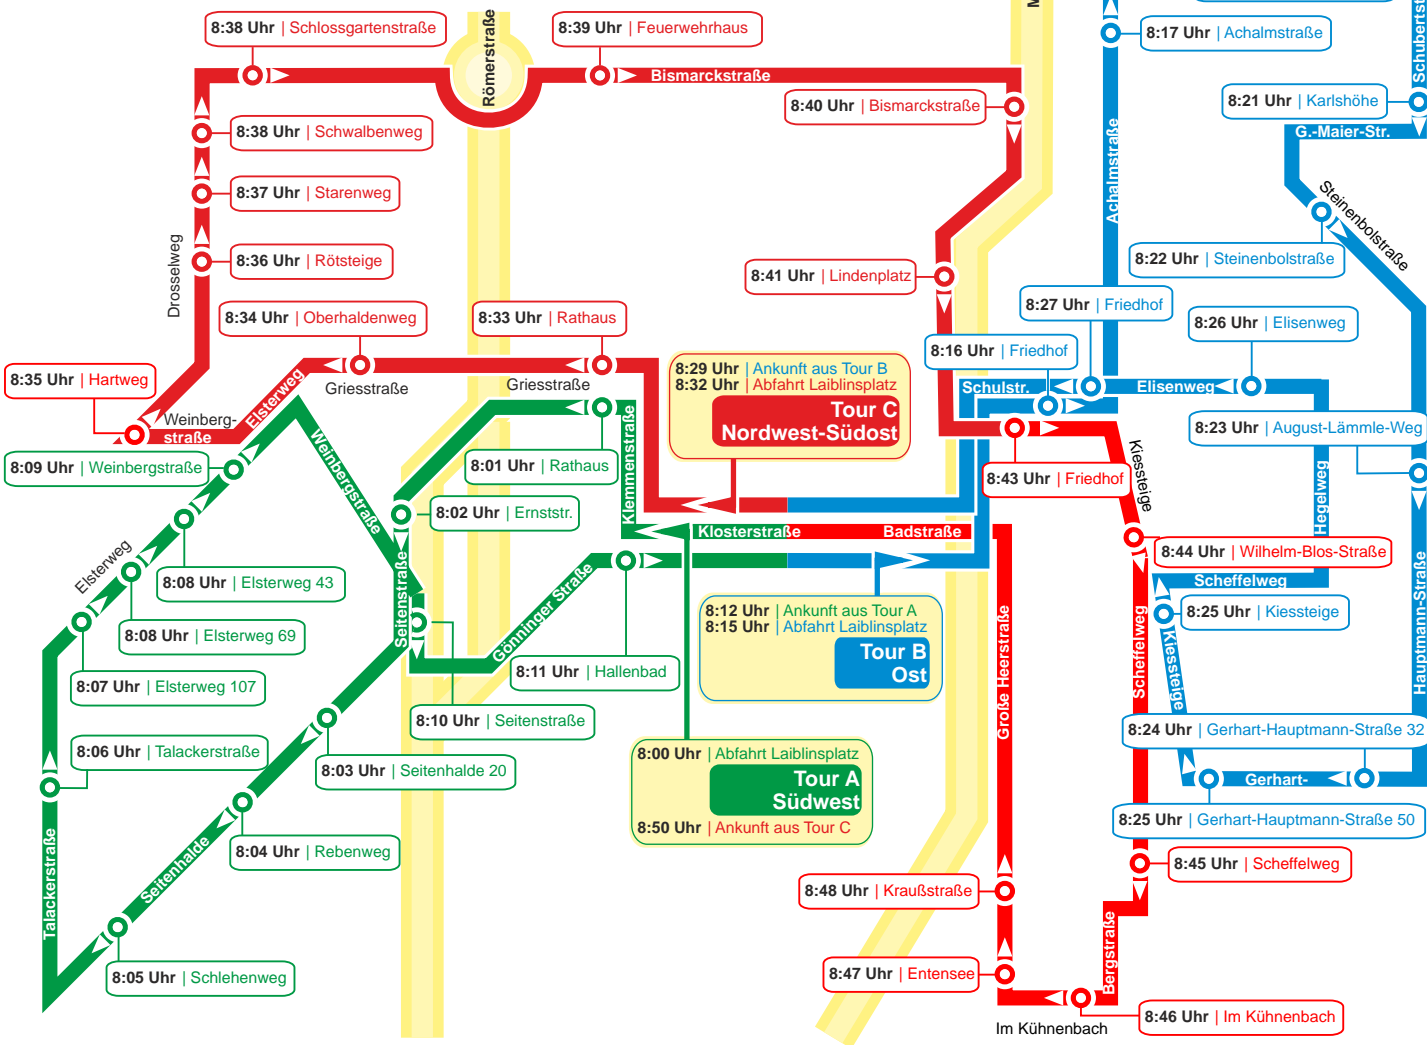 8:38 Uhr | Schlossgartenstraße
Römerstraße
8:39 Uhr | Feuerwehrhaus
8:17 Uhr | Achalmstraße
Bismarckstraße
8:40 Uhr | Bismarckstraße
8:21 Uhr | Karlshöhe
G.-Maier-Str.
8:38 Uhr | Schwalbenweg
8:37 Uhr | Starenweg
Achalmstraße
Steinenbolstraße
Drosselweg
8:36 Uhr | Rötsteige
8:41 Uhr | Lindenplatz
8:22 Uhr | Steinenbolstraße
8:34 Uhr | Oberhaldenweg
8:33 Uhr | Rathaus
8:27 Uhr | Friedhof
8:26 Uhr | Elisenweg
8:16 Uhr | Friedhof
8:35 Uhr | Hartweg
Griesstraße
Griesstraße
8:29 Uhr | Ankunft aus Tour B
8:32 Uhr | Abfahrt Laiblinsplatz
Tour C
Nordwest-Südost
Schulstr.
Elisenweg
Elsterweg
Weinberg-
straße
8:23 Uhr | August-Lämmle-Weg
8:09 Uhr | Weinbergstraße
Weinbergstraße
8:01 Uhr | Rathaus
Klemmenstraße
8:43 Uhr | Friedhof
Kiessteige
Hegelweg
8:02 Uhr | Ernststr.
Klosterstraße
Badstraße
8:44 Uhr | Wilhelm-Blos-Straße
Elsterweg
8:08 Uhr | Elsterweg 43
Scheffelweg
Seitenstraße
Gönninger Straße
8:12 Uhr | Ankunft aus Tour A
8:15 Uhr | Abfahrt Laiblinsplatz
Tour B
Ost
8:25 Uhr | Kiessteige
8:08 Uhr | Elsterweg 69
Große Heerstraße
Scheffelweg
Kiessteige
Hauptmann-Straße
8:11 Uhr | Hallenbad
8:07 Uhr | Elsterweg 107
8:10 Uhr | Seitenstraße
8:24 Uhr | Gerhart-Hauptmann-Straße 32
8:06 Uhr | Talackerstraße
8:03 Uhr | Seitenhalde 20
8:00 Uhr | Abfahrt Laiblinsplatz
Tour A
Südwest
8:50 Uhr | Ankunft aus Tour C
Gerhart-
8:25 Uhr | Gerhart-Hauptmann-Straße 50
Talackerstraße
Seitenhalde
8:04 Uhr | Rebenweg
8:45 Uhr | Scheffelweg
8:48 Uhr | Kraußstraße
8:05 Uhr | Schlehenweg
8:47 Uhr | Entensee
Bergstraße
8:46 Uhr | Im Kühnenbach
Im Kühnenbach